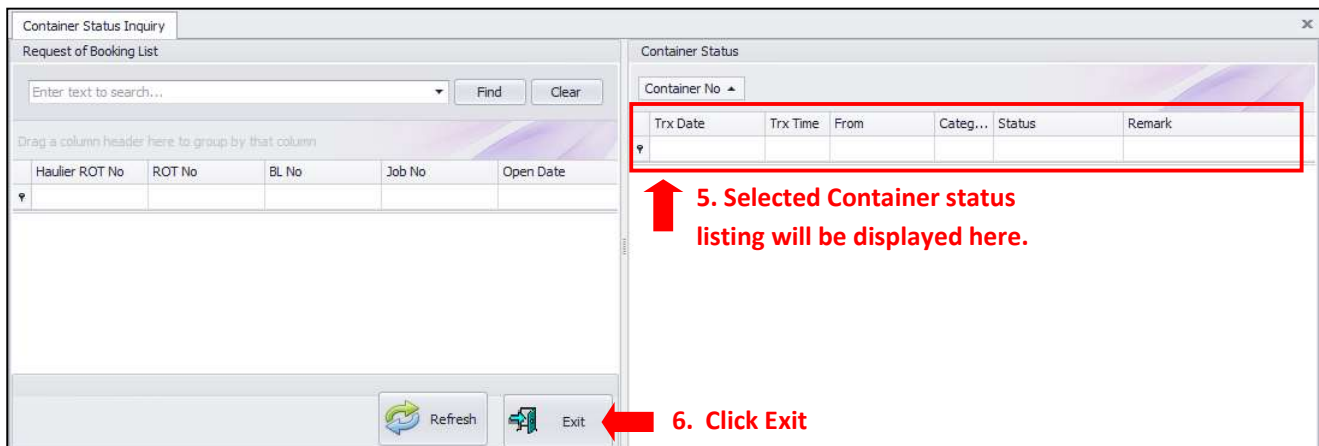 Container Status Inquiry
Request of Booking List
Enter text to search...
Find
Clear
Drag a column header here to group by that column
Haulier ROT No
ROT No
BL No
Job No
Open Date
Refresh
Exit
Container Status
Container No
Trx Date
Trx Time
From
Categ...
Status
Remark
5. Selected Container status
listing will be displayed here.
6. Click Exit